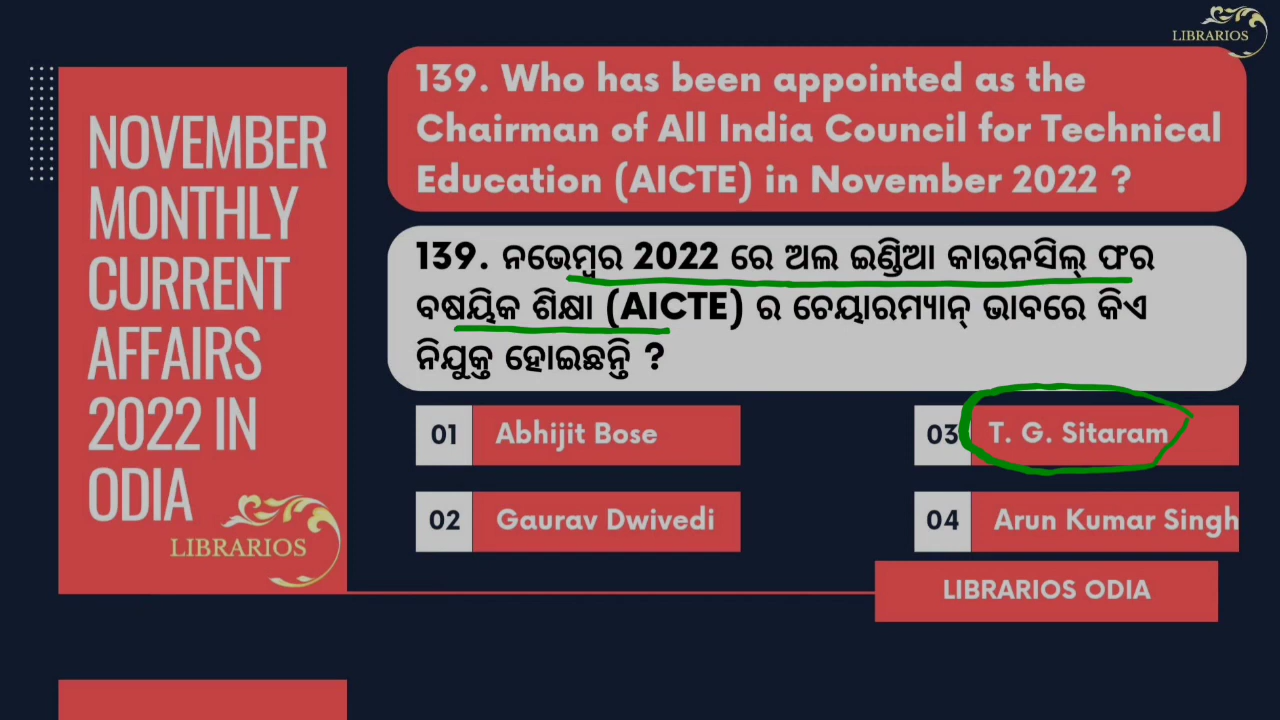 LIBRARIOS
NOVEMBER
MONTHLY
CURRENT
AFFAIRS
2022 IN
ODIA
LIBRARIOS
139. Who has been appointed as the
Chairman of All India Council for Technical
Education (AICTE) in November 2022 ?
139. ନଭେମ୍ବର 2022 ରେ ଅଲ ଇଣ୍ଡିଆ କାଉନସିଲ୍ ଫର
ବଷୟିକ ଶିକ୍ଷା (AICTE) ର ଚେୟାରମ୍ୟାନ୍ ଭାବରେ କିଏ
ନିଯୁକ୍ତ ହୋଇଛନ୍ତି ?
01 Abhijit Bose
02 Gaurav Dwivedi
03 T. G. Sitaram
04 Arun Kumar Singh
LIBRARIOS ODIA